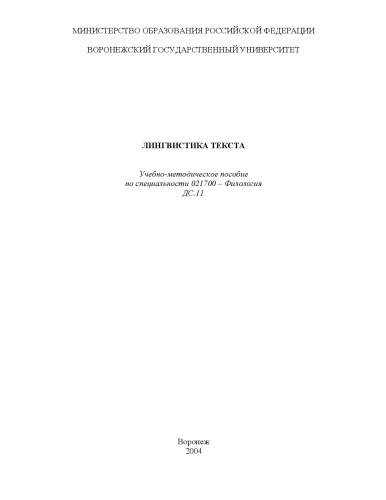 МИНИСТЕРСТВО ОБРАЗОВАНИЯ РОССИЙСКОЙ ФЕДЕРАЦИИ
ВОРОНЕЖСКИЙ ГОСУДАРСТВЕННЫЙ УНИВЕРСИТЕТ
ЛИНГВИСТИКА ТЕКСТА
Учебно-методическое пособие
по специальности 021700 – Филология
ДС.11
Воронеж
2004